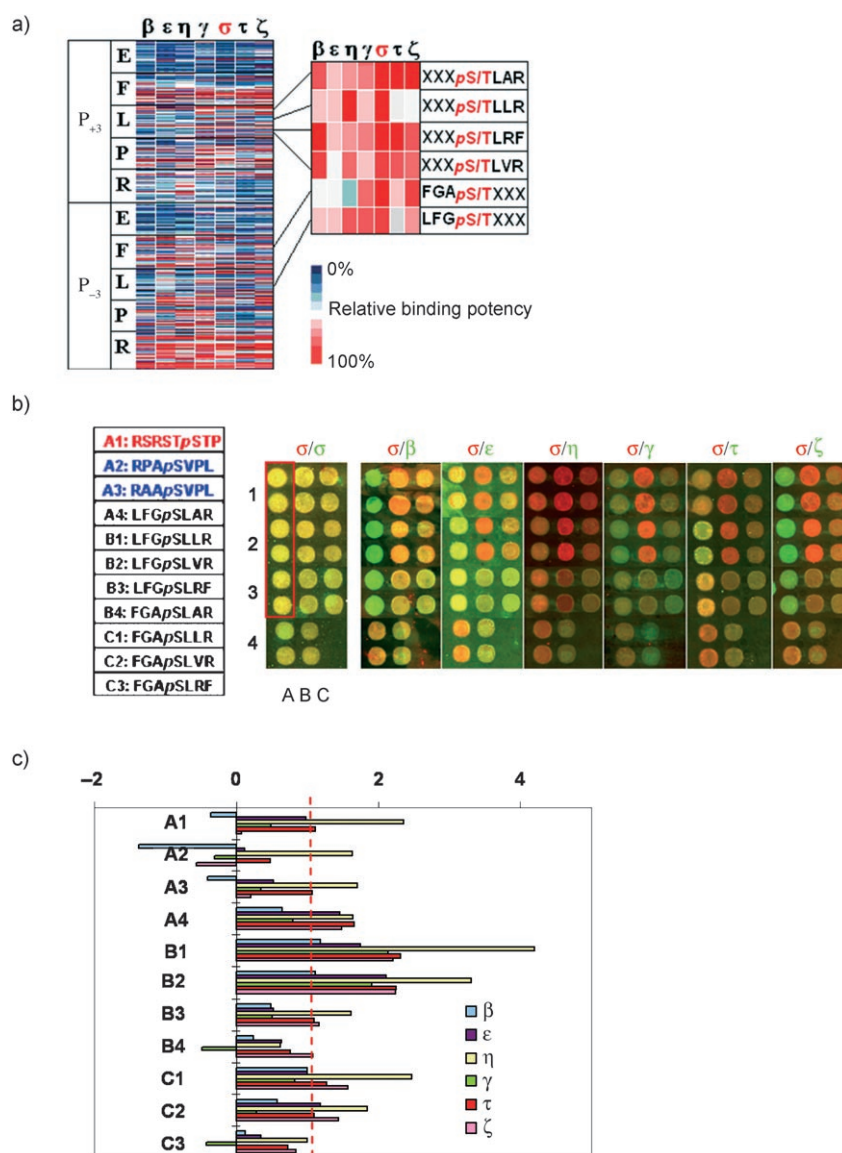 a)
β ε η γ σ τ ζ
P+3
E
F
L
P
R
P−3
E
F
L
P
R
β ε η γ σ τ ζ
XXXpS/TLAR
XXXpS/TLLR
XXXpS/TLRF
XXXpS/TLVR
FGApS/TXXX
LFGpS/TXXX
0%
Relative binding potency
100%
b)
A1: RSRSTpSTP
A2: RPApSVPL
A3: RAApSVPL
A4: LFGpSLAR
B1: LFGpSLLR
B2: LFGpSLVR
B3: LFGpSLRF
B4: FGApSLAR
C1: FGApSLLR
C2: FGApSLVR
C3: FGApSLRF
σ/σ σ/β σ/ε σ/η σ/γ σ/τ σ/ζ
1
2
3
4
A B C
c)
−2 0 2 4
A1
A2
A3
A4
B1
B2
B3
B4
C1
C2
C3
β
ε
η
γ
τ
ζ